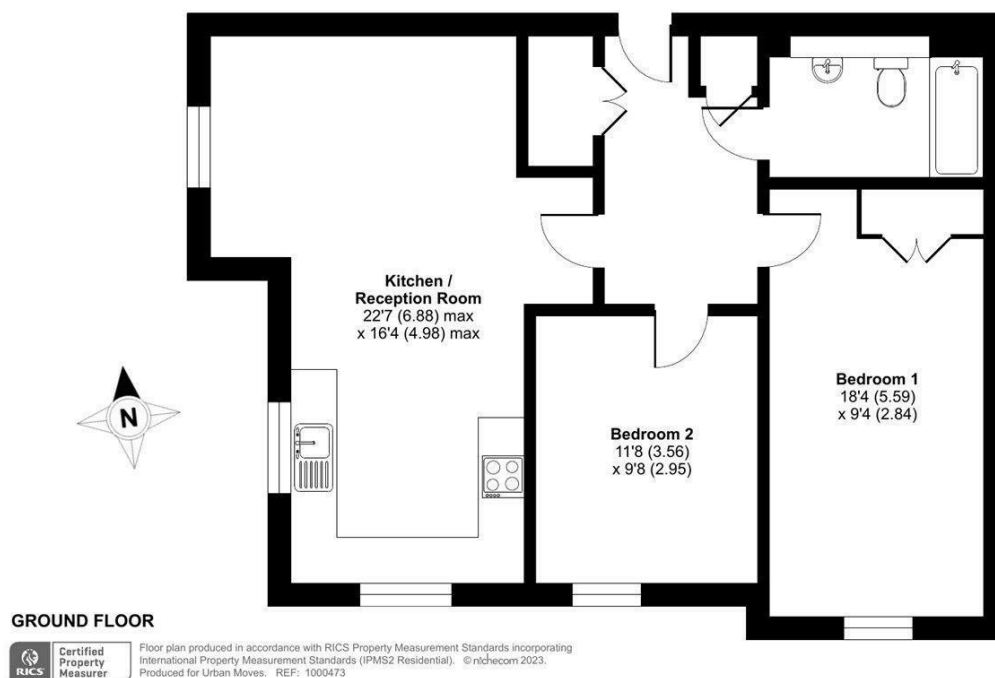 Kitchen /
Reception Room
22'7 (6.88) max
x 16'4 (4.98) max
N
Bedroom 1
18'4 (5.59)
x 9'4 (2.84)
Bedroom 2
11'8 (3.56)
x 9'8 (2.95)
GROUND FLOOR
RICS
Certified
Property
Measurer
Floor plan produced in accordance with RICS Property Measurement Standards incorporating
International Property Measurement Standards (IPMS2 Residential). © nichecom 2023.
Produced for Urban Moves. REF: 1000473